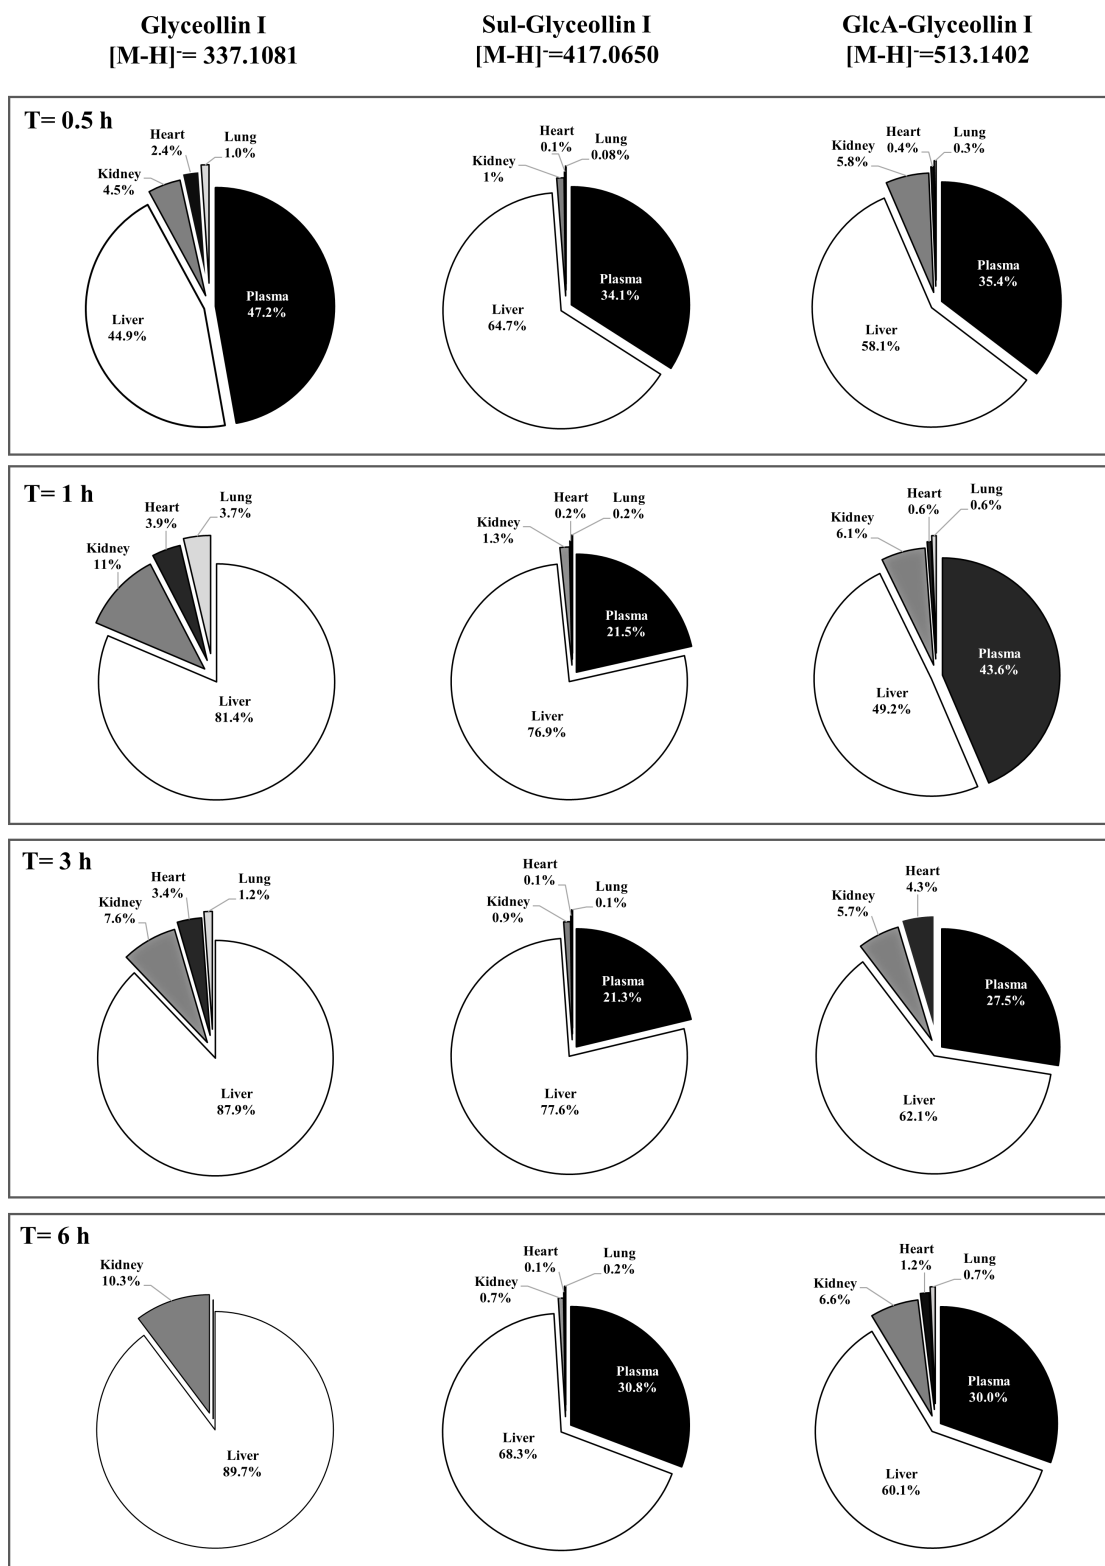 Glyceollin I
[M-H]-= 337.1081
Sul-Glyceollin I
[M-H]-=417.0650
GlcA-Glyceollin I
[M-H]-=513.1402
T= 0.5 h
Heart
2.4%
Lung
1.0%
Kidney
4.5%
Plasma
47.2%
Liver
44.9%
Heart
0.1%
Lung
0.08%
Kidney
1%
Plasma
34.1%
Liver
64.7%
Heart
0.4%
Lung
0.3%
Kidney
5.8%
Plasma
35.4%
Liver
58.1%
T= 1 h
Heart
3.9%
Lung
3.7%
Kidney
11%
Liver
81.4%
Heart
0.2%
Lung
0.2%
Kidney
1.3%
Plasma
21.5%
Liver
76.9%
Heart
0.6%
Lung
0.6%
Kidney
6.1%
Plasma
43.6%
Liver
49.2%
T= 3 h
Heart
3.4%
Lung
1.2%
Kidney
7.6%
Liver
87.9%
Heart
0.1%
Lung
0.1%
Kidney
0.9%
Plasma
21.3%
Liver
77.6%
Heart
4.3%
Kidney
5.7%
Plasma
27.5%
Liver
62.1%
T= 6 h
Kidney
10.3%
Liver
89.7%
Heart
0.1%
Lung
0.2%
Kidney
0.7%
Plasma
30.8%
Liver
68.3%
Heart
1.2%
Lung
0.7%
Kidney
6.6%
Plasma
30.0%
Liver
60.1%